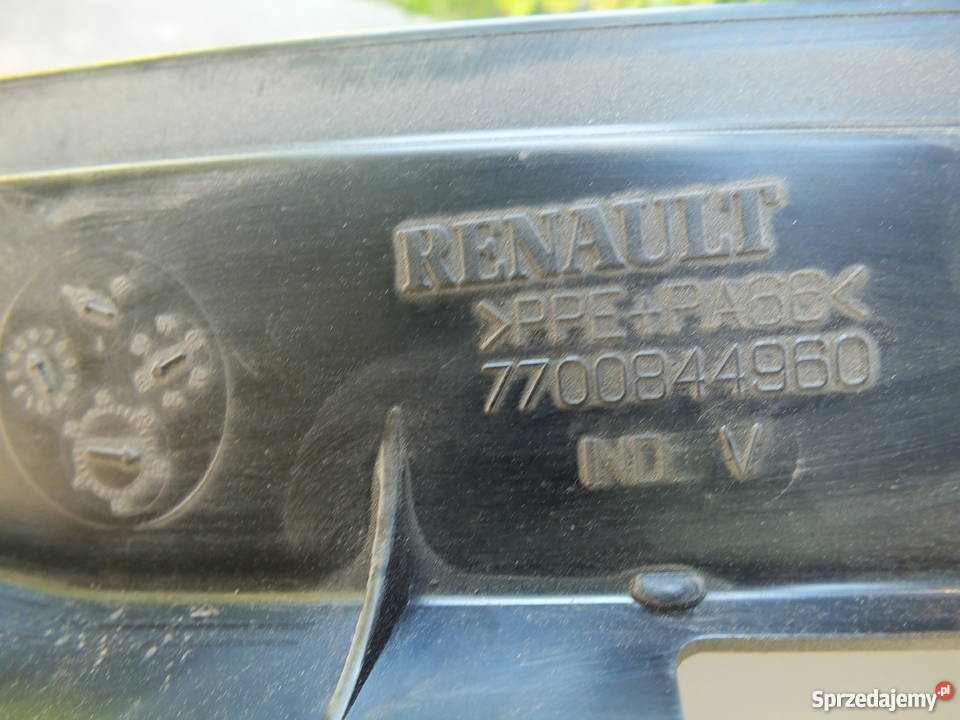 RENAULT
>PPE+PA66<
7700844960
IND V
Sprzedajemy.pl